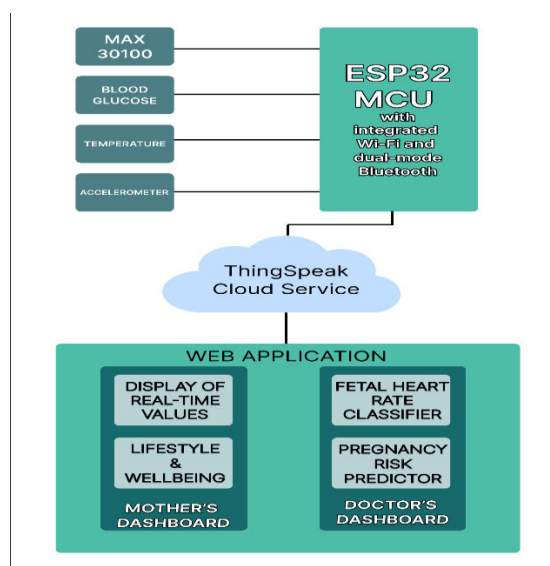 MAX
30100
BLOOD
GLUCOSE
TEMPERATURE
ACCELEROMETER
ESP32
MCU
with
integrated
Wi-Fi and
dual-mode
Bluetooth
ThingSpeak
Cloud Service
WEB APPLICATION
DISPLAY OF
REAL-TIME
VALUES
LIFESTYLE
&
WELLBEING
MOTHER'S
DASHBOARD
FETAL HEART
RATE
CLASSIFIER
PREGNANCY
RISK
PREDICTOR
DOCTOR'S
DASHBOARD